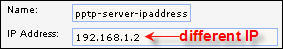 Name: pptp-server-ipaddress
IP Address: 192.168.1.2 different IP